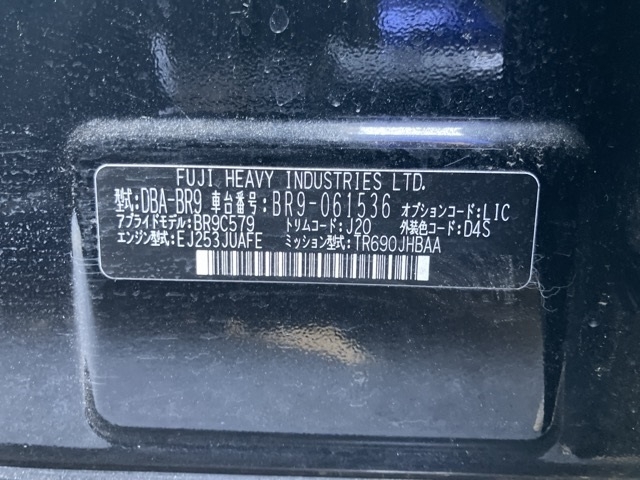 FUJI HEAVY INDUSTRIES LTD.
型式:DBA-BR9 車台番号:BR9-061536 オプションコード:LIC
アプライドモデル:BR9C579 トリムコード:J20 外装色コード:D4S
エンジン型式:EJ253JUAFE ミッション型式:TR690JHBAA